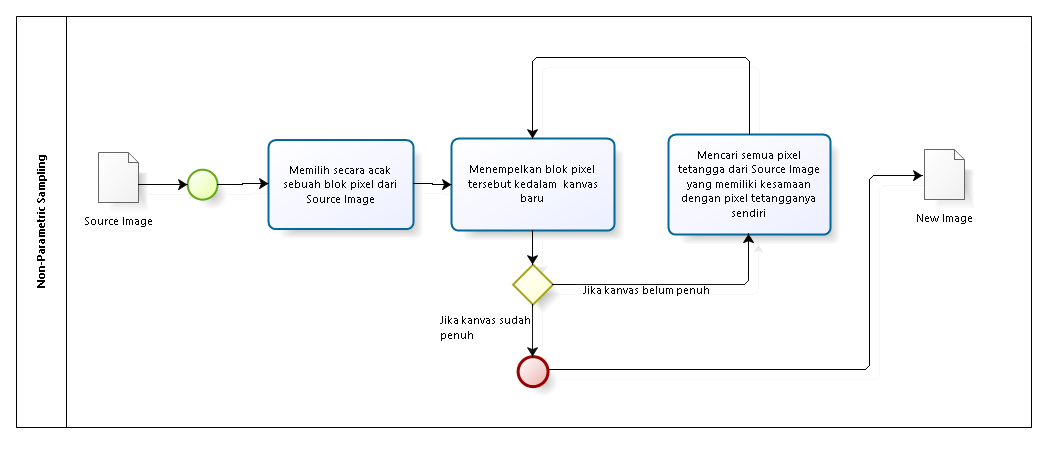 Non-Parametric Sampling
Source Image
Memilih secara acak
sebuah blok pixel dari
Source Image
Menempelkan blok pixel
tersebut kedalam kanvas
baru
Mencari semua pixel
tetangga dari Source Image
yang memiliki kesamaan
dengan pixel tetangganya
sendiri
New Image
Jika kanvas belum penuh
Jika kanvas sudah
penuh